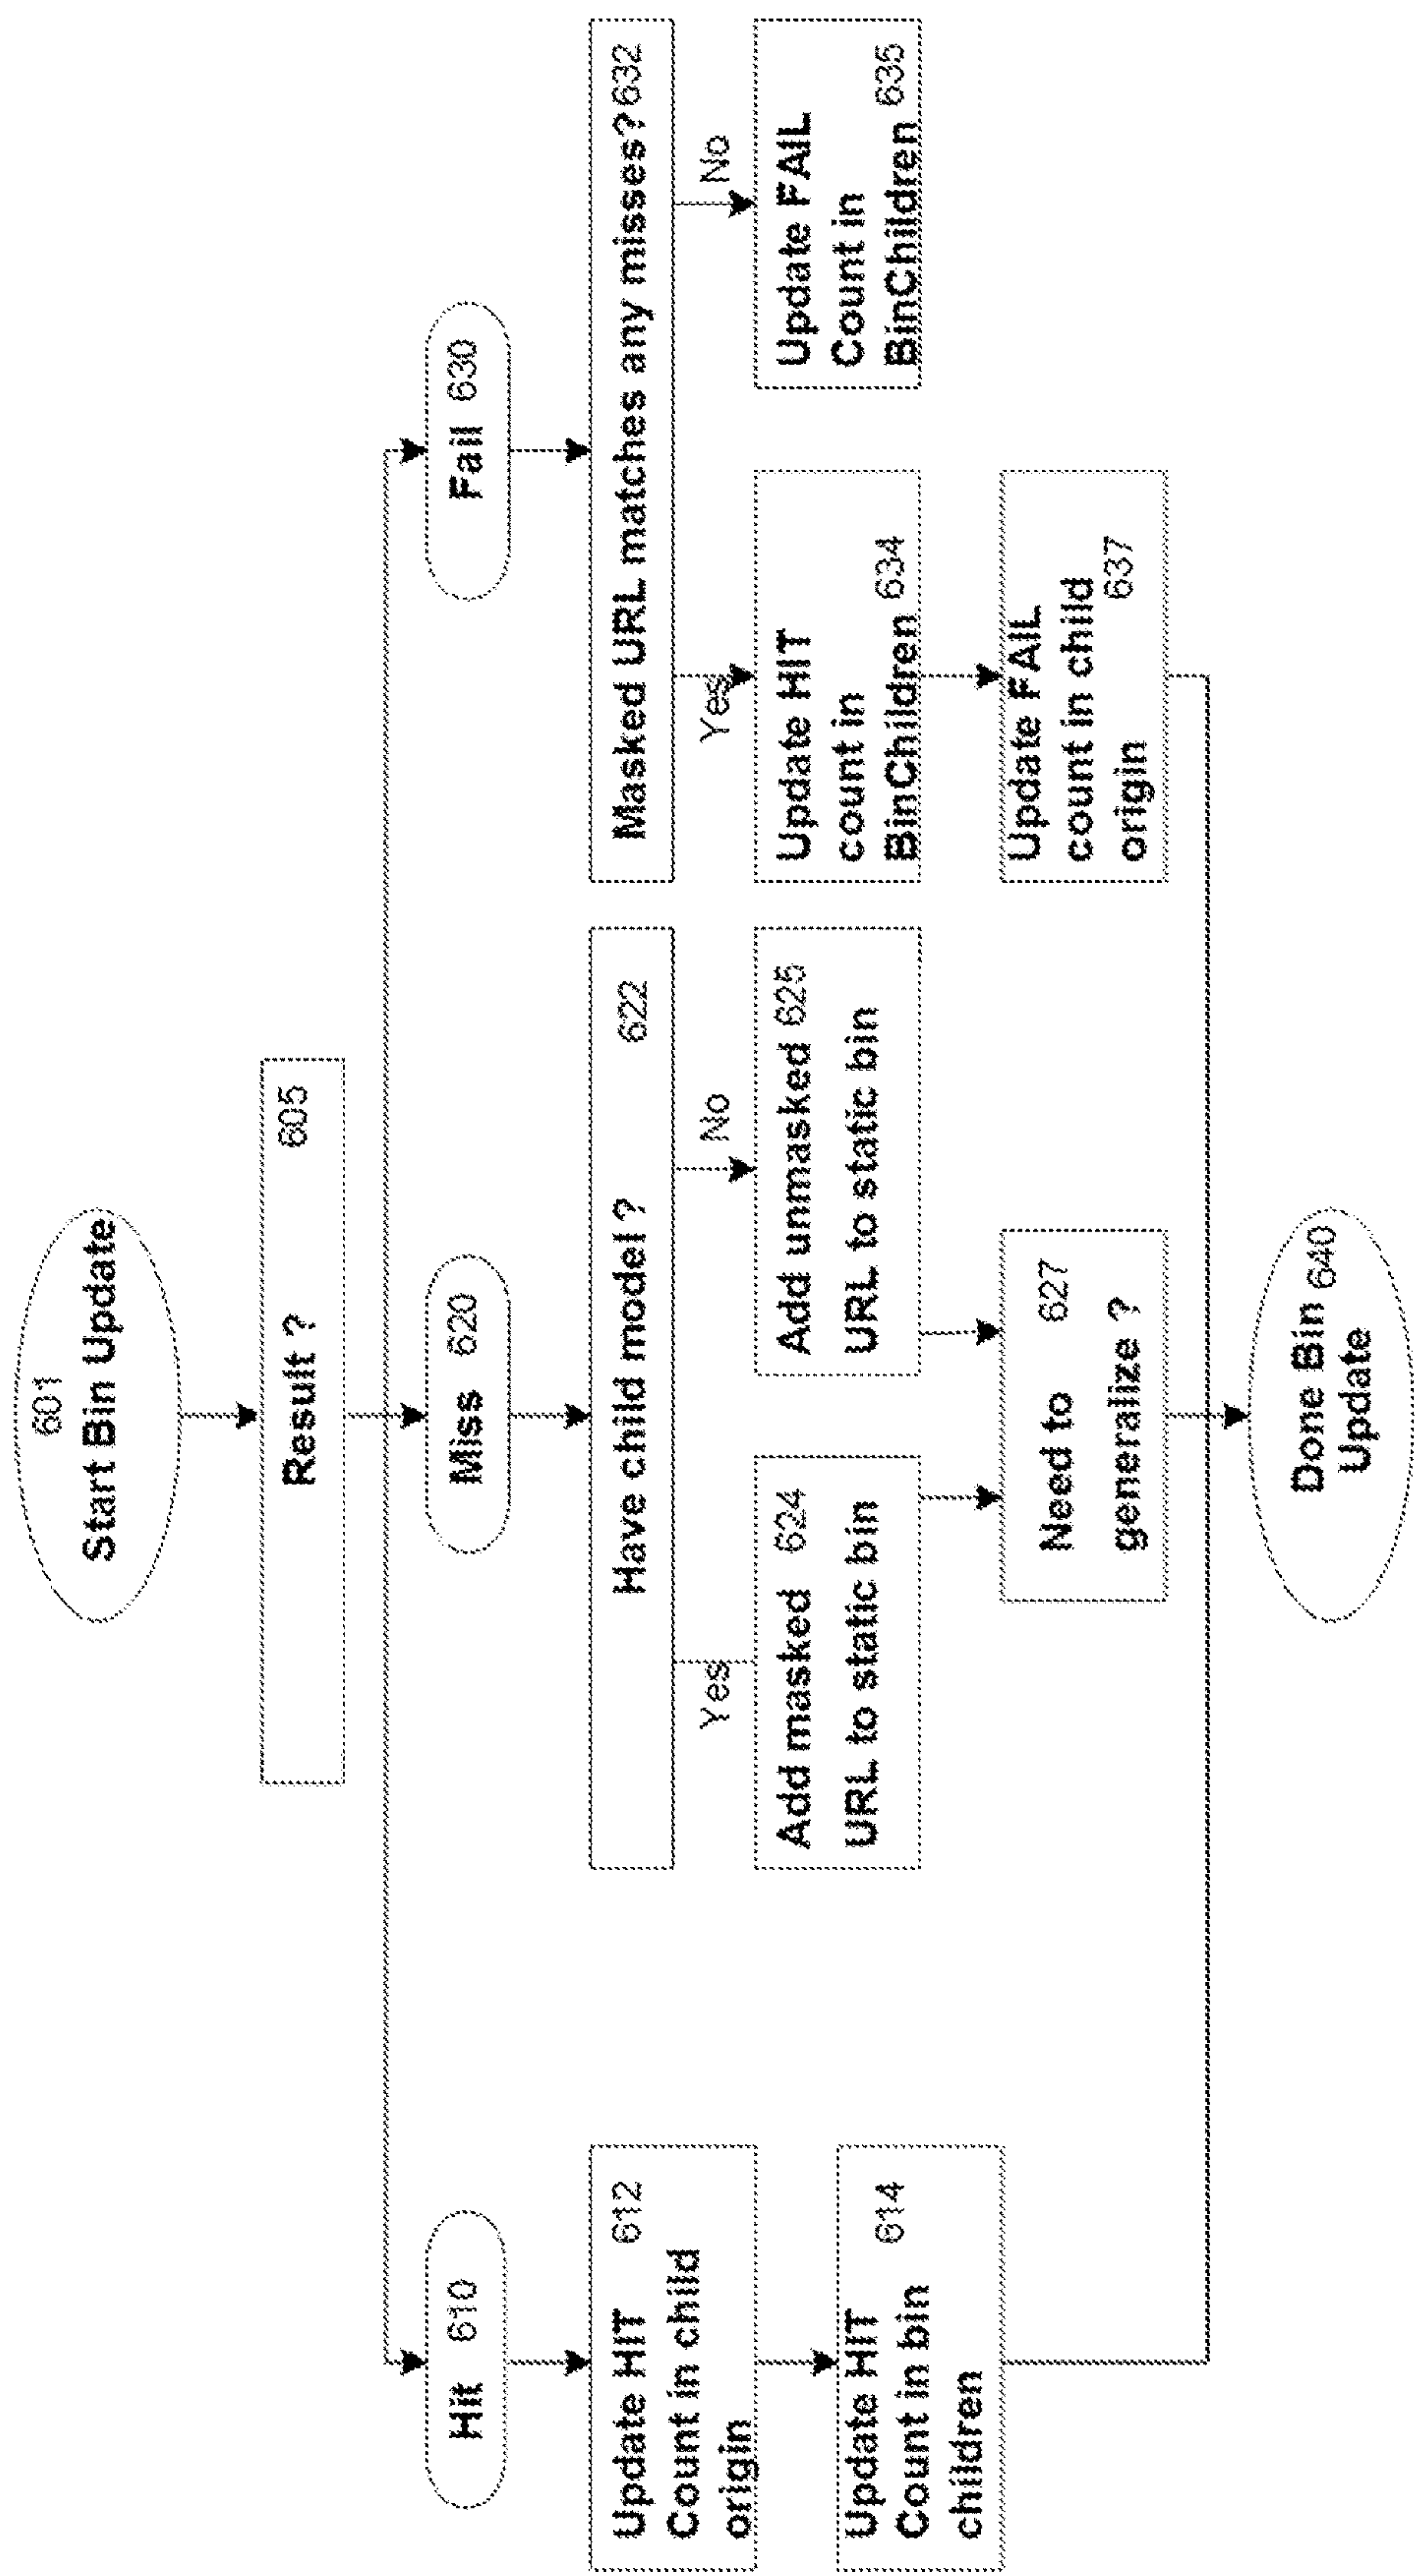 601
Start Bin Update
Result ? 605
Hit 610
Miss 620
Fail 630
Update HIT 612
Count in child
origin
Update HIT
Count in bin 614
children
Have child model ? 622
Yes
No
Add masked 624
URL to static bin
Add unmasked 625
URL to static bin
Need to 627
generalize ?
Masked URL matches any misses? 632
Yes
No
Update HIT
count in
BinChildren 634
Update FAIL
Count in
BinChildren 635
Update FAIL
count in child
origin 637
Done Bin 640
Update